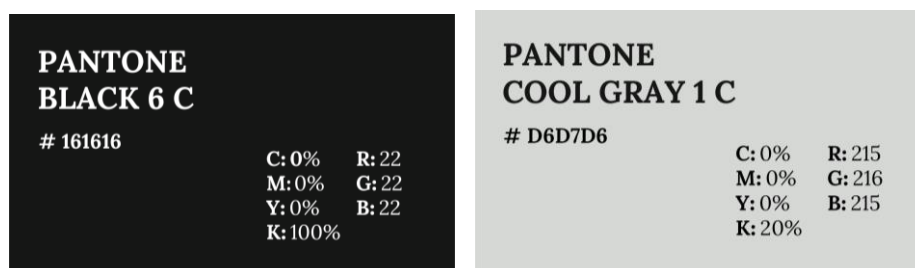 PANTONE
BLACK 6 C
# 161616
C: 0% R: 22
M: 0% G: 22
Y: 0% B: 22
K: 100%
PANTONE
COOL GRAY 1 C
# D6D7D6
C: 0% R: 215
M: 0% G: 216
Y: 0% B: 215
K: 20%